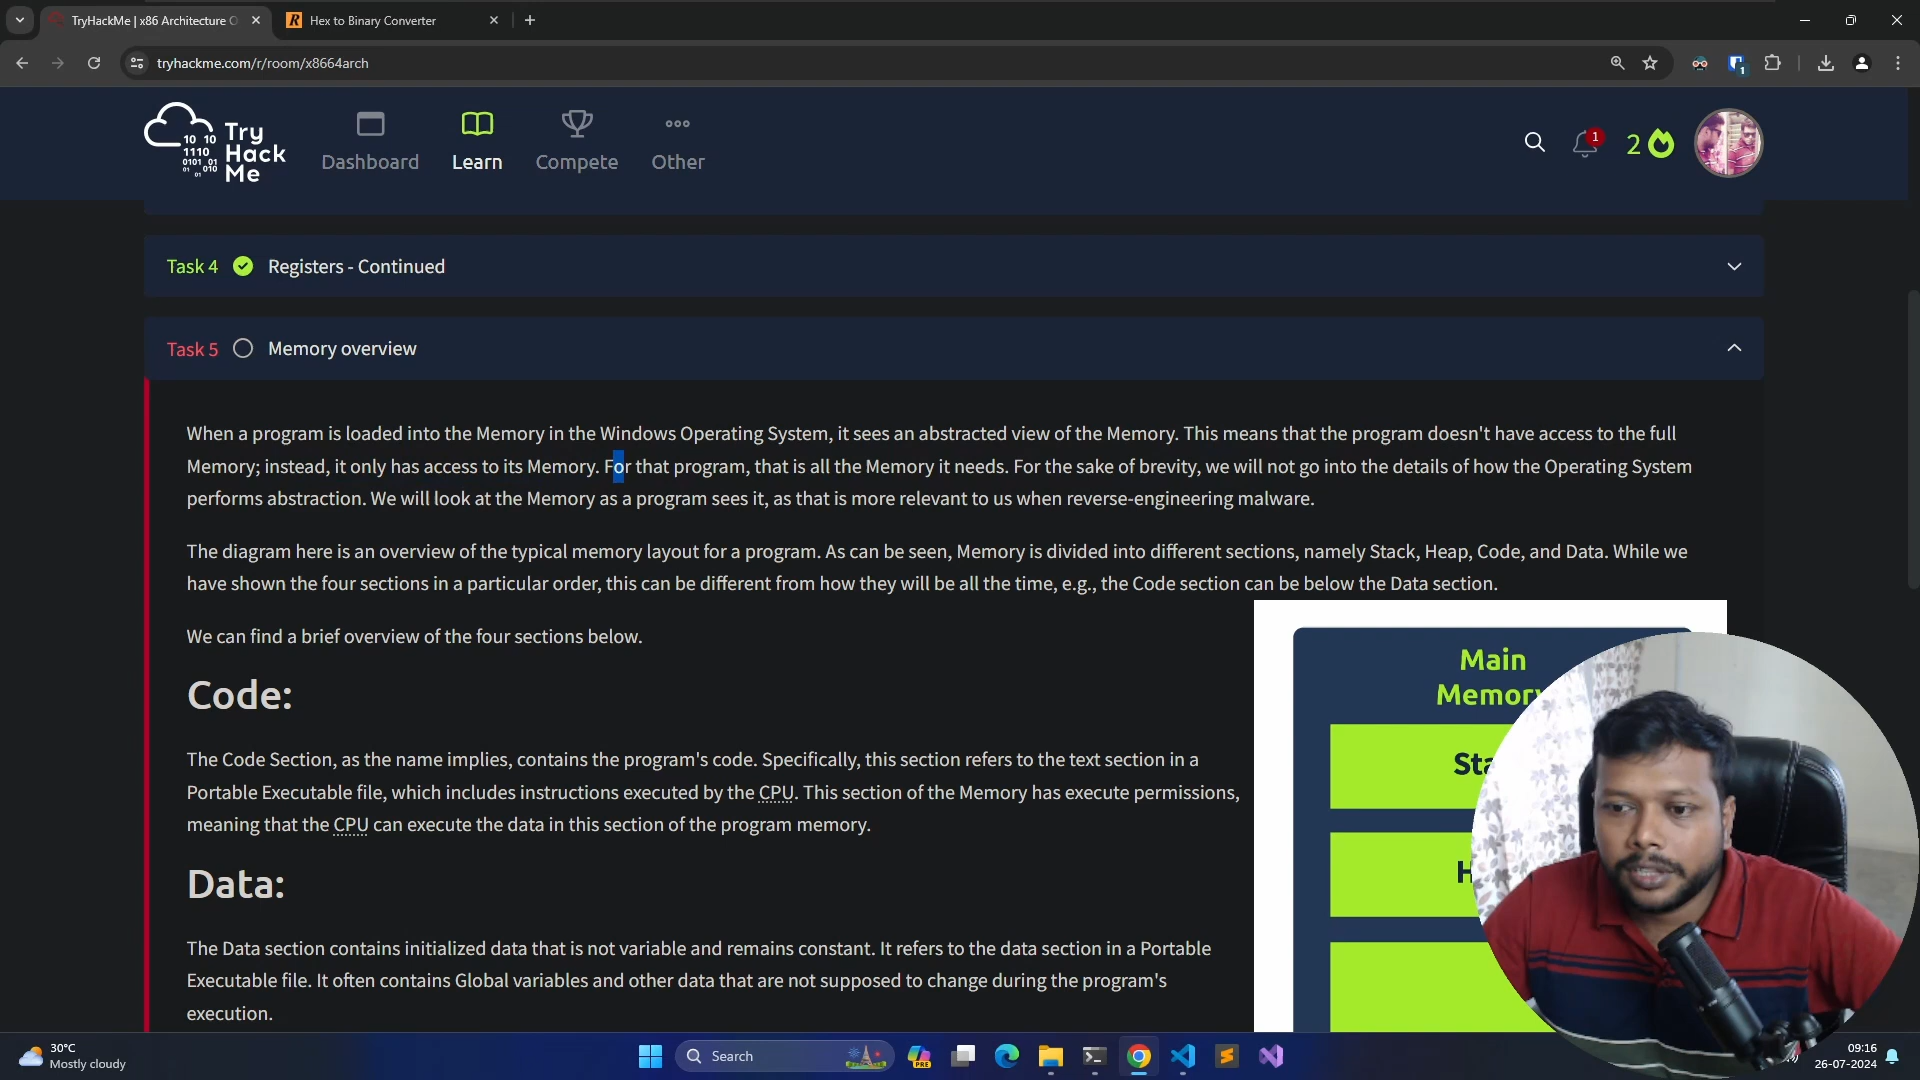 TryHackMe | x86 Architecture O
Hex to Binary Converter
tryhackme.com/r/room/x8664arch
1
10 10
1110
0101 01
01 010
01
Try
Hack
Me
Dashboard
Learn
Compete
Other
1
2
Task 4 Registers - Continued
Task 5 Memory overview
When a program is loaded into the Memory in the Windows Operating System, it sees an abstracted view of the Memory. This means that the program doesn't have access to the full
Memory; instead, it only has access to its Memory. For that program, that is all the Memory it needs. For the sake of brevity, we will not go into the details of how the Operating System
performs abstraction. We will look at the Memory as a program sees it, as that is more relevant to us when reverse-engineering malware.
The diagram here is an overview of the typical memory layout for a program. As can be seen, Memory is divided into different sections, namely Stack, Heap, Code, and Data. While we
have shown the four sections in a particular order, this can be different from how they will be all the time, e.g., the Code section can be below the Data section.
We can find a brief overview of the four sections below.
Main
Memory
Sta
H
Code:
The Code Section, as the name implies, contains the program's code. Specifically, this section refers to the text section in a
Portable Executable file, which includes instructions executed by the CPU. This section of the Memory has execute permissions,
meaning that the CPU can execute the data in this section of the program memory.
Data:
The Data section contains initialized data that is not variable and remains constant. It refers to the data section in a Portable
Executable file. It often contains Global variables and other data that are not supposed to change during the program's
execution.
30°C
Mostly cloudy
Search
PRE
09:16
26-07-2024